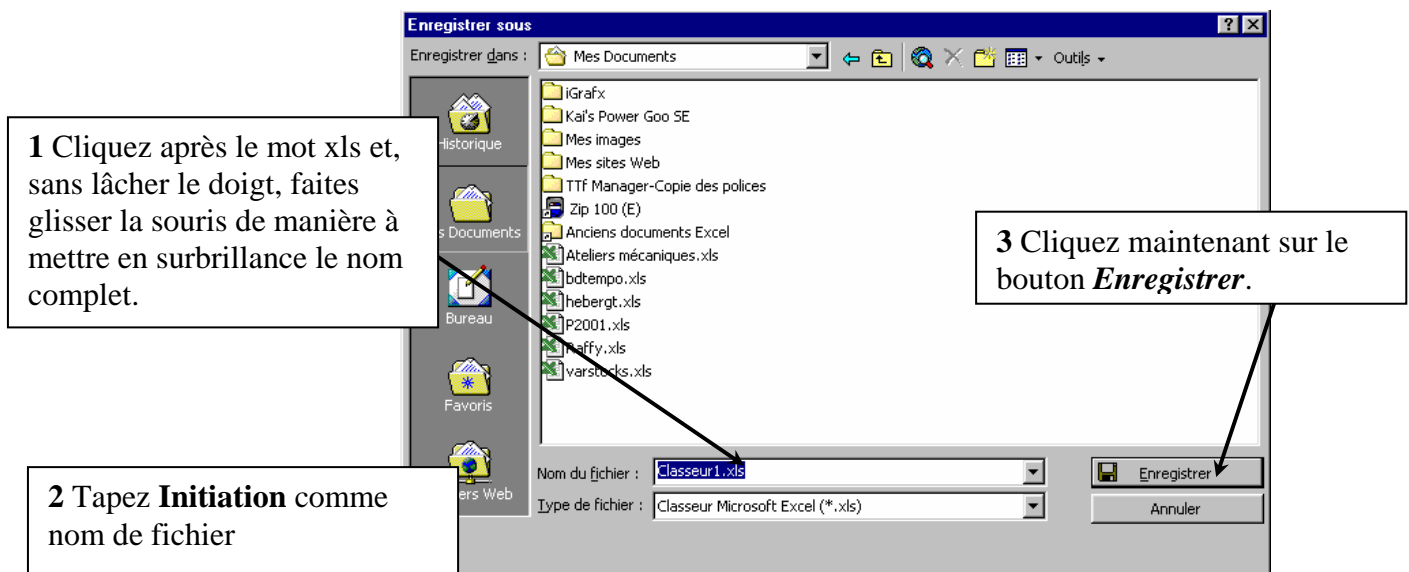 Enregistrer sous
Enregistrer dans :
Mes Documents
Outils
Historique
Documents
Bureau
Favoris
Web
iGrafx
Kai's Power Goo SE
Mes images
Mes sites Web
TTf Manager-Copie des polices
Zip 100 (E)
Anciens documents Excel
Ateliers mécaniques.xls
bdtempo.xls
hebergt.xls
P2001.xls
Raffy.xls
varstocks.xls
1 Cliquez après le mot xls et,
sans lâcher le doigt, faites
glisser la souris de manière à
mettre en surbrillance le nom
complet.
3 Cliquez maintenant sur le
bouton Enregistrer.
2 Tapez Initiation comme
nom de fichier
Nom du fichier :
Classeur1.xls
Enregistrer
Type de fichier :
Classeur Microsoft Excel (*.xls)
Annuler